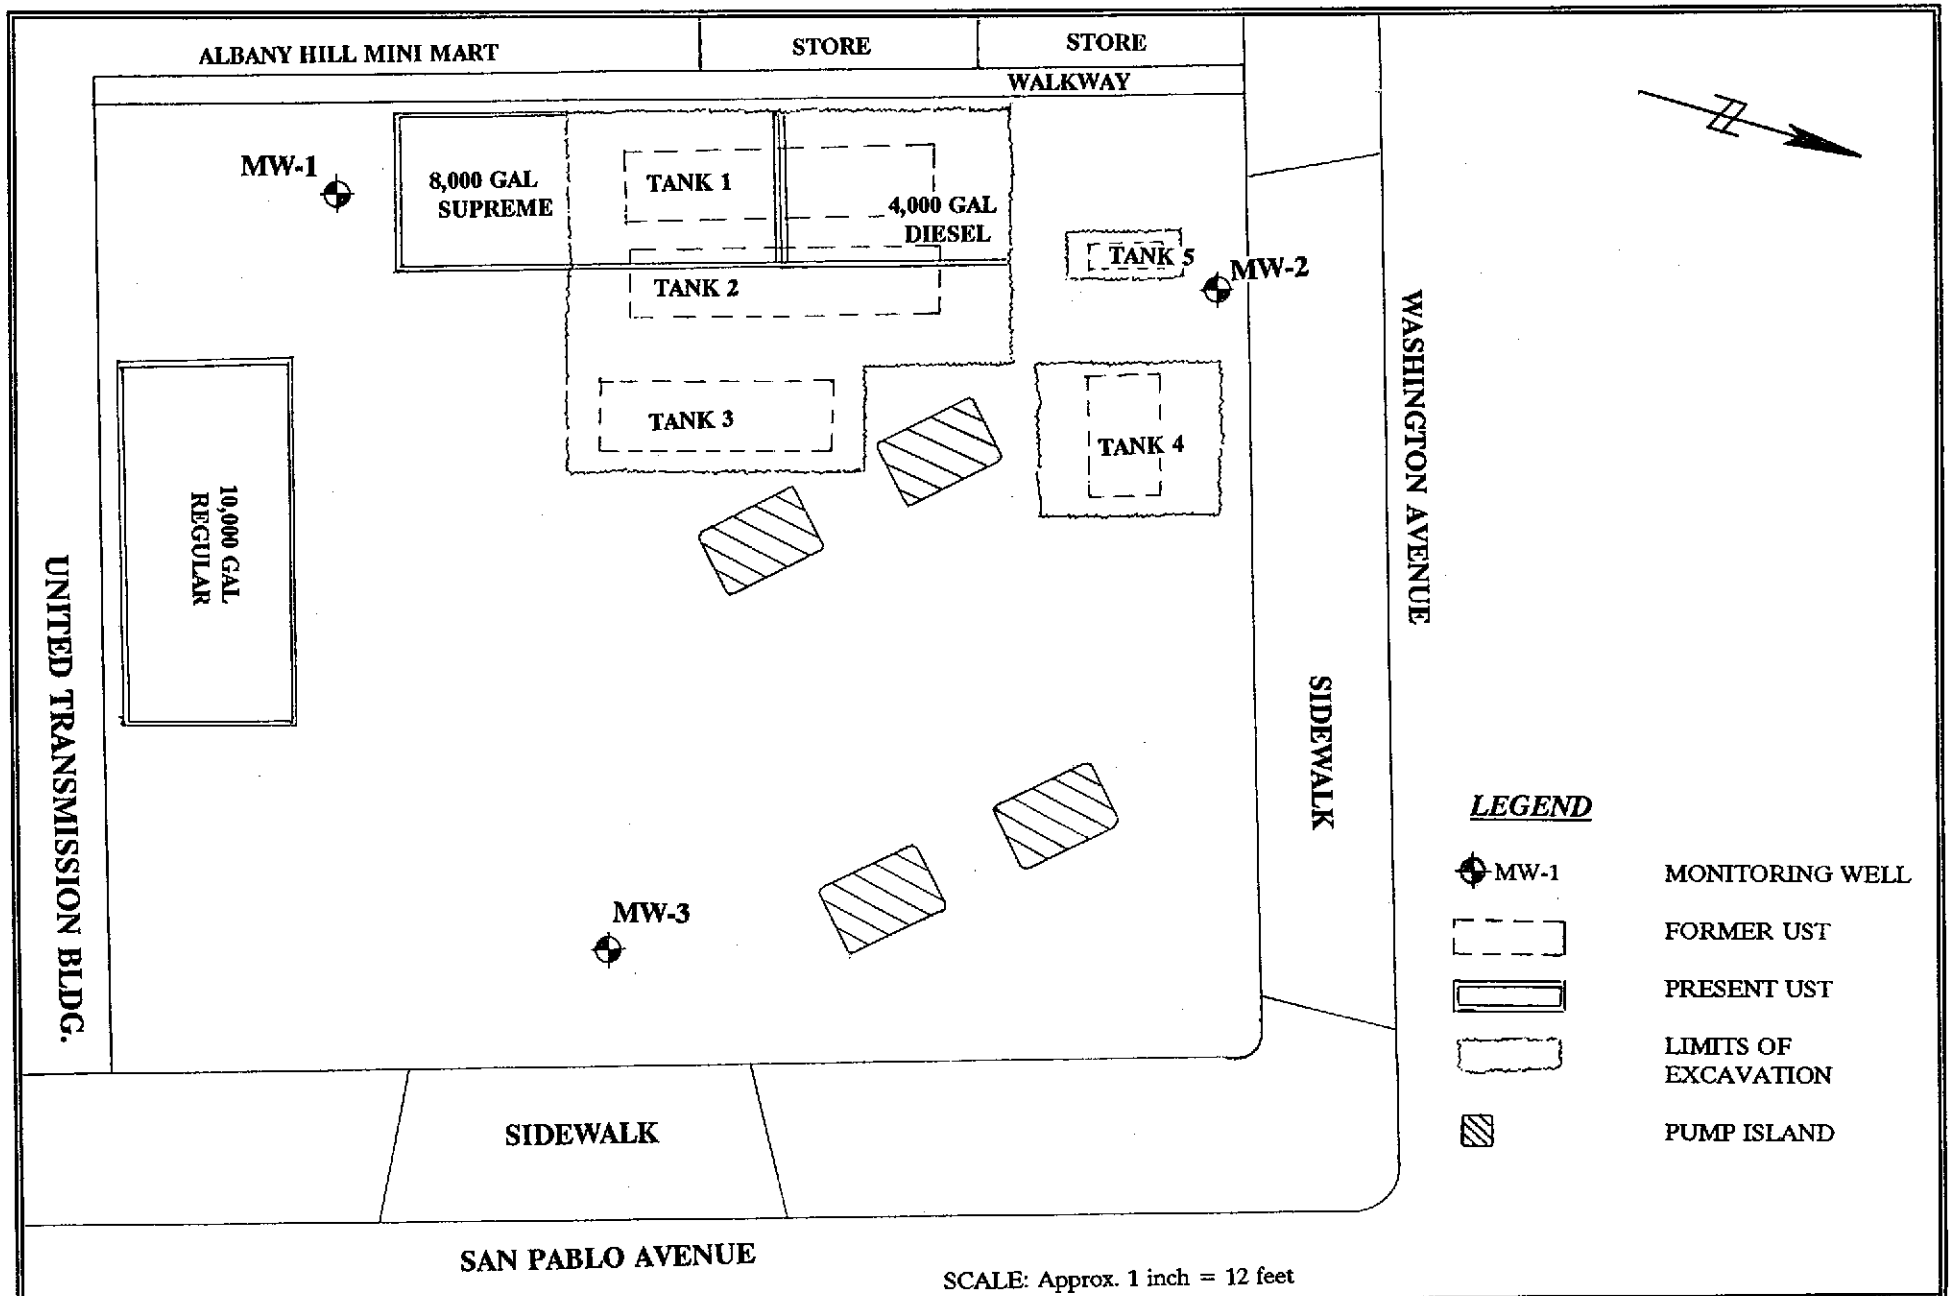 ALBANY HILL MINI MART
STORE
STORE
WALKWAY
MW-1
8,000 GAL
SUPREME
TANK 1
4,000 GAL
DIESEL
TANK 5
MW-2
TANK 2
TANK 3
TANK 4
10,000 GAL
REGULAR
UNITED TRANSMISSION BLDG.
WASHINGTON AVENUE
SIDEWALK
MW-3
SIDEWALK
SAN PABLO AVENUE
SCALE: Approx. 1 inch = 12 feet
LEGEND
MW-1 MONITORING WELL
FORMER UST
PRESENT UST
LIMITS OF
EXCAVATION
PUMP ISLAND